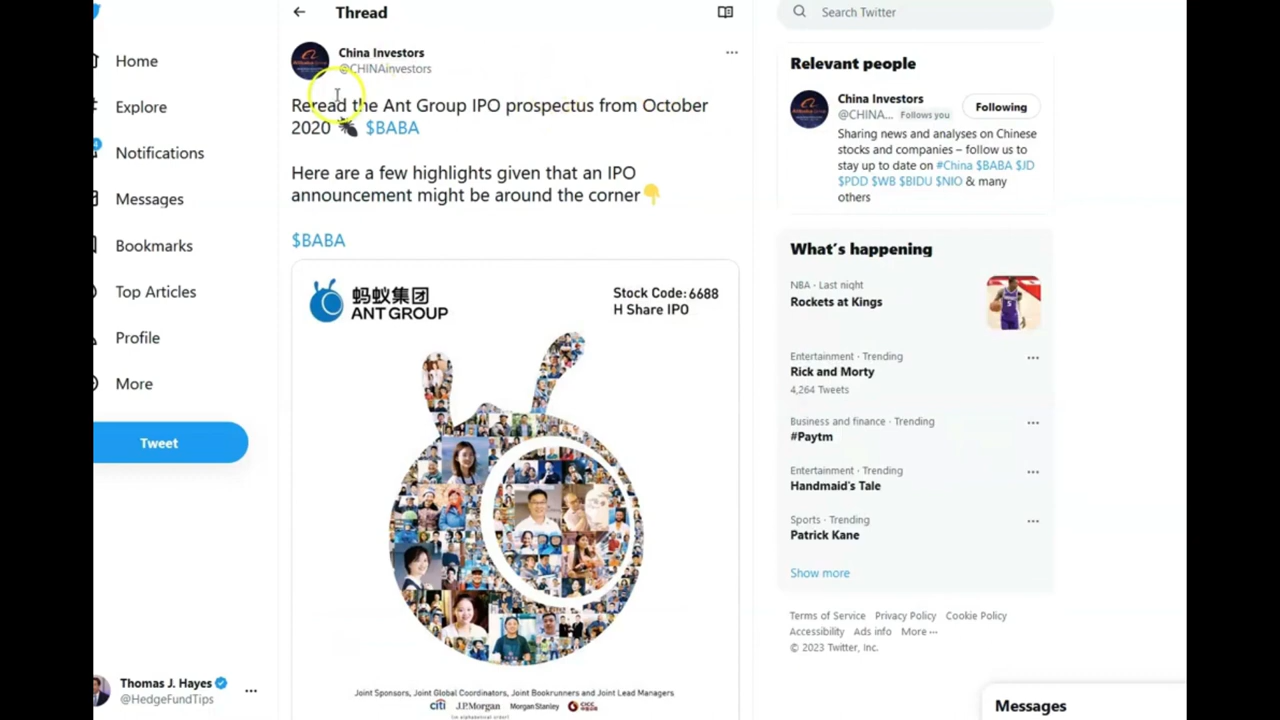 Home
Explore
4
Notifications
Messages
Bookmarks
Top Articles
Profile
More
Tweet
Thomas J. Hayes
@HedgeFundTips
Thread
China Investors
@CHINAinvestors
Reread the Ant Group IPO prospectus from October
2020 $BABA
Here are a few highlights given that an IPO
announcement might be around the corner
$BABA
蚂蚁集团
ANT GROUP
Stock Code: 6688
H Share IPO
Joint Sponsors, Joint Global Coordinators, Joint Bookrunners and Joint Lead Managers
citi J.P.Morgan Morgan Stanley CICC
(in alphabetical order)
Search Twitter
Relevant people
China Investors
@CHINA... Follows you
Following
Sharing news and analyses on Chinese
stocks and companies – follow us to
stay up to date on #China $BABA $JD
$PDD $WB $BIDU $NIO & many
others
What's happening
NBA · Last night
Rockets at Kings
Entertainment · Trending
Rick and Morty
4,264 Tweets
Business and finance · Trending
#Paytm
Entertainment · Trending
Handmaid's Tale
Sports · Trending
Patrick Kane
Show more
Terms of Service Privacy Policy Cookie Policy
Accessibility Ads info More ···
© 2023 Twitter, Inc.
Messages